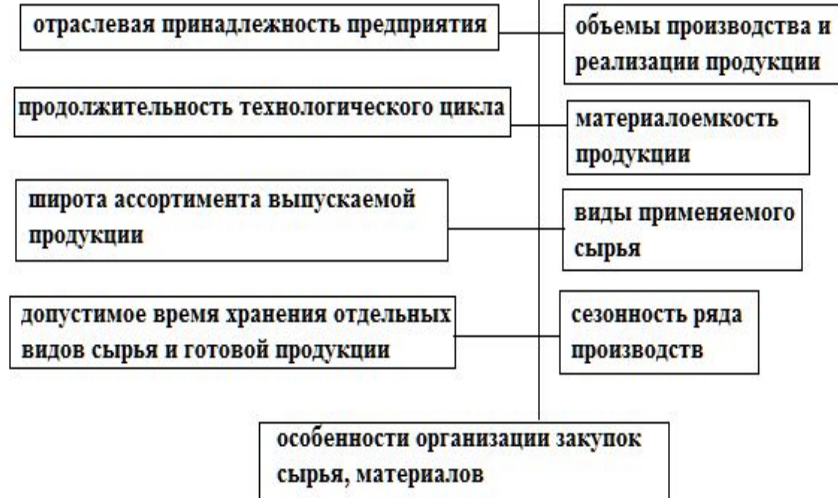 отраслевая принадлежность предприятия
объемы производства и
реализации продукции
продолжительность технологического цикла
материалоемкость
продукции
широта ассортимента выпускаемой
продукции
виды применяемого
сырья
допустимое время хранения отдельных
видов сырья и готовой продукции
сезонность ряда
производств
особенности организации закупок
сырья, материалов